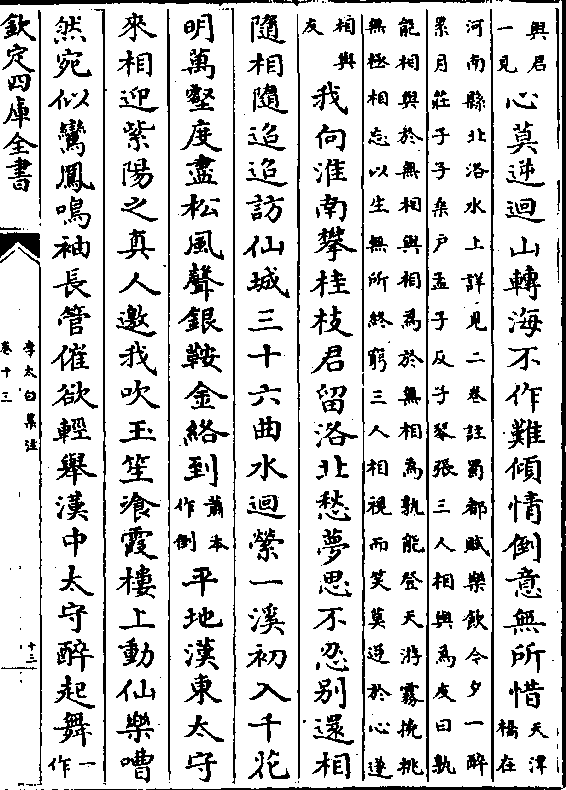 與君一見心莫逆迴山轉海不作難傾情倒意無所惜天津橋在
河南縣北洛水上詳見二卷註蜀都賦樂飲今夕一醉
累月莊子子桑戶孟子反子琴張三人相與為友曰孰
能相與於無相與相為於無相為孰能登天游霧撓挑
無極相忘以生無所終窮三人相視而笑莫逆於心遂
相與友我向淮南攀桂枝君留洛北愁夢思不忍別還相
隨相隨迢迢訪仙城三十六曲水迴縈一溪初入千花
明萬壑度盡松風聲銀鞍金絡到蕭本作倒平地漢東太守
來相迎紫陽之真人邀我吹玉笙飡霞樓上動仙樂嘈
然宛似鸞鳳鳴袖長管催欲輕舉漢中太守醉起舞一作
欽定四庫全書
李太白集注
卷十三
十三